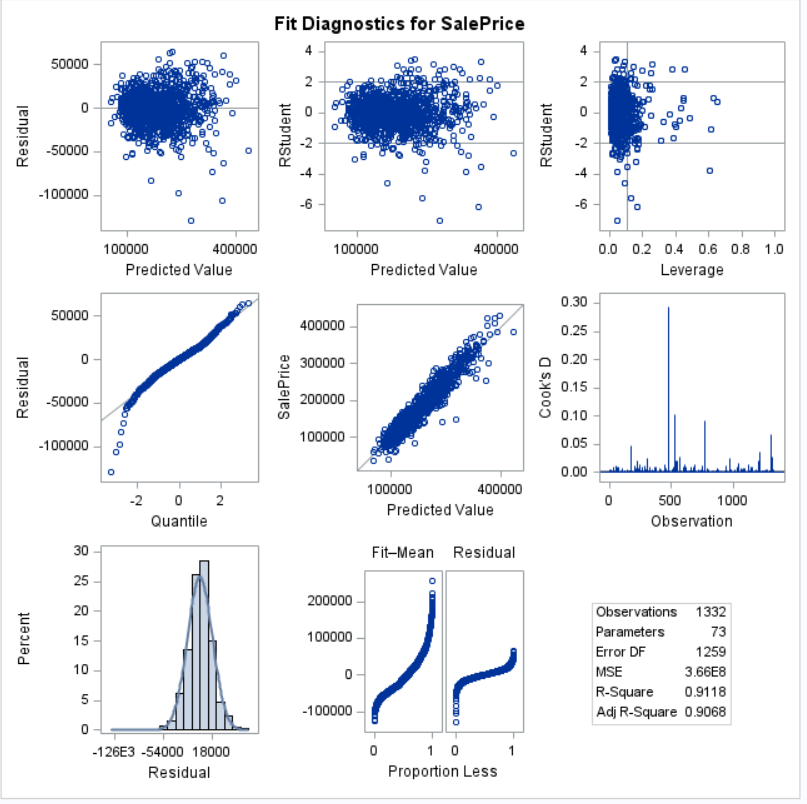 Fit Diagnostics for SalePrice
50000
0
-50000
-100000
Residual
100000 400000
Predicted Value
4
2
0
-2
-4
-6
RStudent
100000 400000
Predicted Value
4
2
0
-2
-4
-6
RStudent
0.0 0.2 0.4 0.6 0.8 1.0
Leverage
50000
0
-50000
-100000
Residual
-2 0 2
Quantile
400000
300000
200000
100000
SalePrice
100000 400000
Predicted Value
0.30
0.25
0.20
0.15
0.10
0.05
0.00
Cook's D
0 500 1000
Observation
30
25
20
15
10
5
0
Percent
-126E3 -54000 18000
Residual
Fit–Mean Residual
200000
100000
0
-100000
0 1 0 1
Proportion Less
Observations 1332
Parameters 73
Error DF 1259
MSE 3.66E8
R-Square 0.9118
Adj R-Square 0.9068